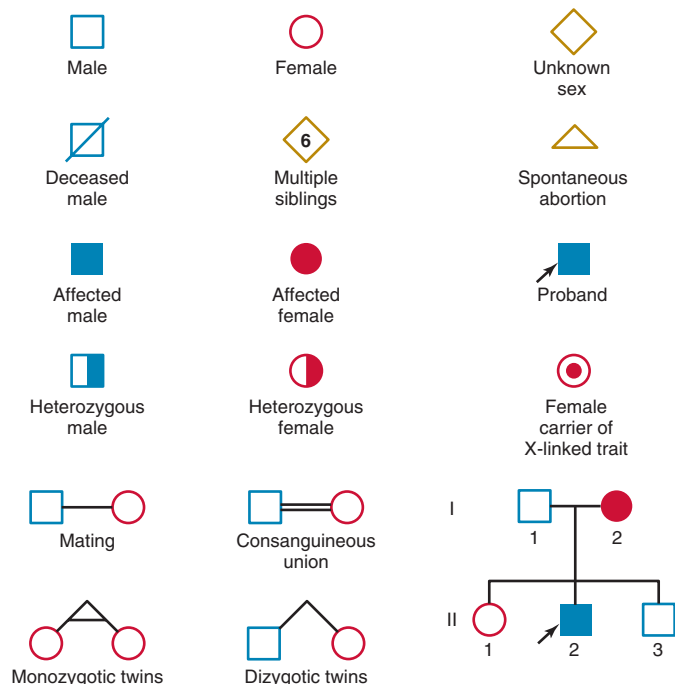 Male
Female
Unknown
sex
6
Deceased
male
Multiple
siblings
Spontaneous
abortion
Affected
male
Affected
female
Proband
Heterozygous
male
Heterozygous
female
Female
carrier of
X-linked trait
Mating
Consanguineous
union
I
1
2
II
1
2
3
Monozygotic twins
Dizygotic twins